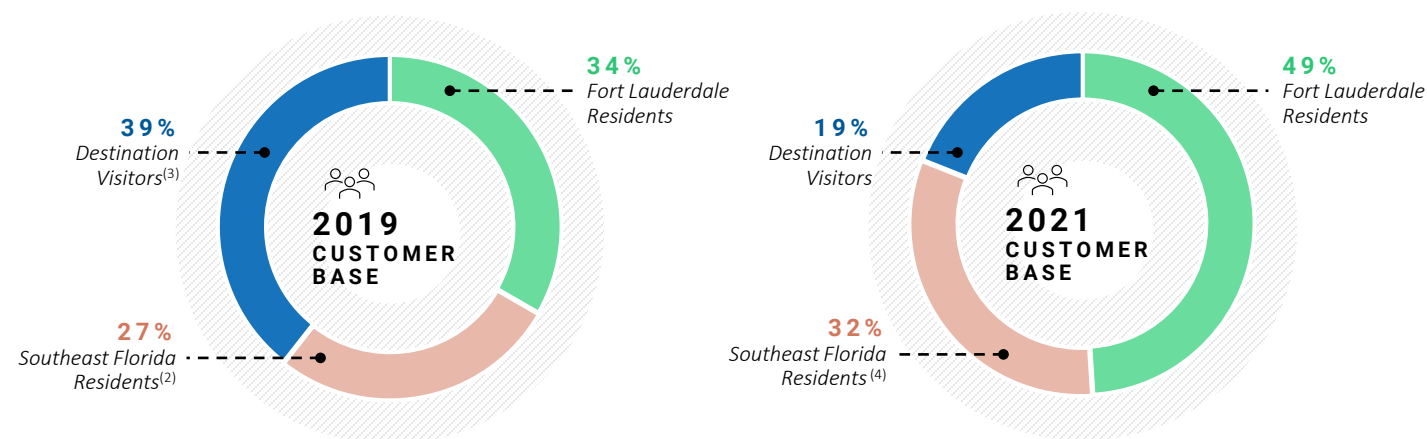 34%
Fort Lauderdale
Residents
39%
Destination
Visitors(3)
2019
CUSTOMER
BASE
27%
Southeast Florida
Residents(2)
49%
Fort Lauderdale
Residents
19%
Destination
Visitors
2021
CUSTOMER
BASE
32%
Southeast Florida
Residents (4)